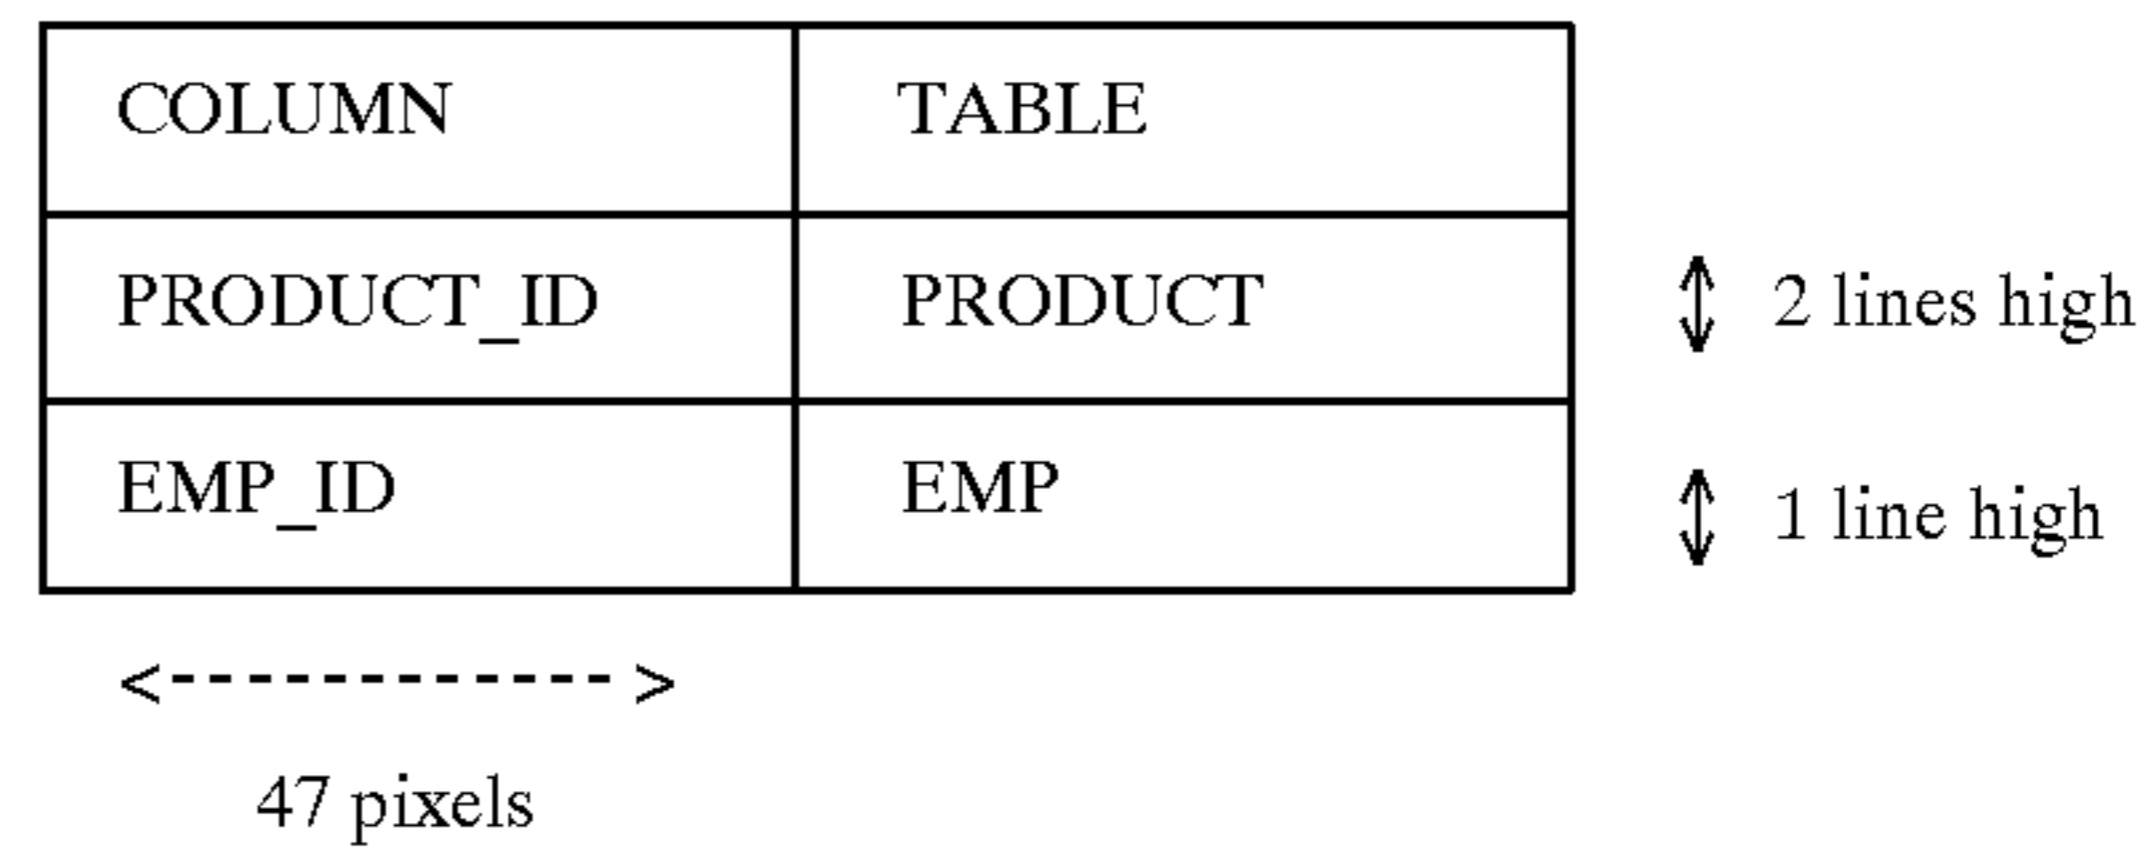 COLUMN TABLE
PRODUCT_ID PRODUCT 2 lines high
EMP_ID EMP 1 line high
<-------------->
47 pixels